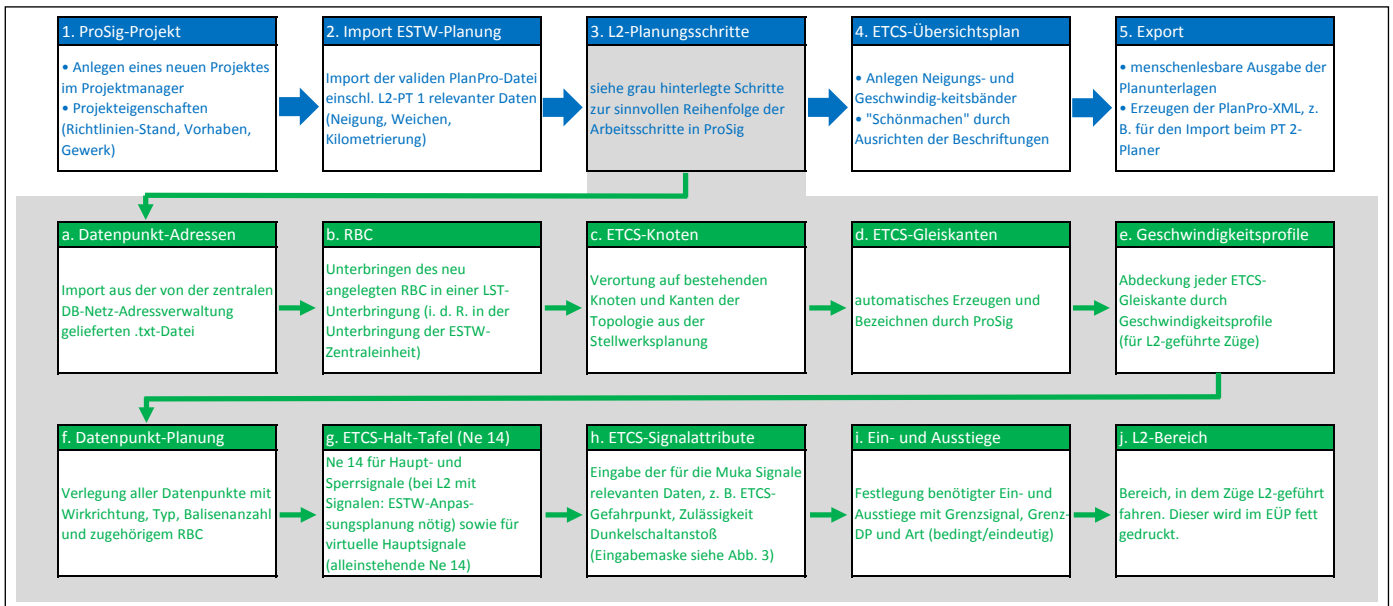 1. ProSig-Projekt
• Anlegen eines neuen Projektes
im Projektmanager
• Projekteigenschaften
(Richtlinien-Stand, Vorhaben,
Gewerk)
2. Import ESTW-Planung
Import der validen PlanPro-Datei
einschl. L2-PT 1 relevanter Daten
(Neigung, Weichen,
Kilometrierung)
3. L2-Planungsschritte
siehe grau hinterlegte Schritte
zur sinnvollen Reihenfolge der
Arbeitsschritte in ProSig
4. ETCS-Übersichtsplan
• Anlegen Neigungs- und
Geschwindig-keitsbänder
• "Schönmachen" durch
Ausrichten der Beschriftungen
5. Export
• menschenlesbare Ausgabe der
Planunterlagen
• Erzeugen der PlanPro-XML, z.
B. für den Import beim PT 2-
Planer
a. Datenpunkt-Adressen
Import aus der von der zentralen
DB-Netz-Adressverwaltung
gelieferten .txt-Datei
b. RBC
Unterbringen des neu
angelegten RBC in einer LST-
Unterbringung (i. d. R. in der
Unterbringung der ESTW-
Zentraleinheit)
c. ETCS-Knoten
Verortung auf bestehenden
Knoten und Kanten der
Topologie aus der
Stellwerksplanung
d. ETCS-Gleiskanten
automatisches Erzeugen und
Bezeichnen durch ProSig
e. Geschwindigkeitsprofile
Abdeckung jeder ETCS-
Gleiskante durch
Geschwindigkeitsprofile
(für L2-geführte Züge)
f. Datenpunkt-Planung
Verlegung aller Datenpunkte mit
Wirkrichtung, Typ, Balisenanzahl
und zugehörigem RBC
g. ETCS-Halt-Tafel (Ne 14)
Ne 14 für Haupt- und
Sperrsignale (bei L2 mit
Signalen: ESTW-Anpas-
sungsplanung nötig) sowie für
virtuelle Hauptsignale
(alleinstehende Ne 14)
h. ETCS-Signalattribute
Eingabe der für die Muka Signale
relevanten Daten, z. B. ETCS-
Gefahrpunkt, Zulässigkeit
Dunkelschaltanstoß
(Eingabemaske siehe Abb. 3)
i. Ein- und Ausstiege
Festlegung benötigter Ein- und
Ausstiege mit Grenzsignal, Grenz-
DP und Art (bedingt/eindeutig)
j. L2-Bereich
Bereich, in dem Züge L2-geführt
fahren. Dieser wird im EÜP fett
gedruckt.